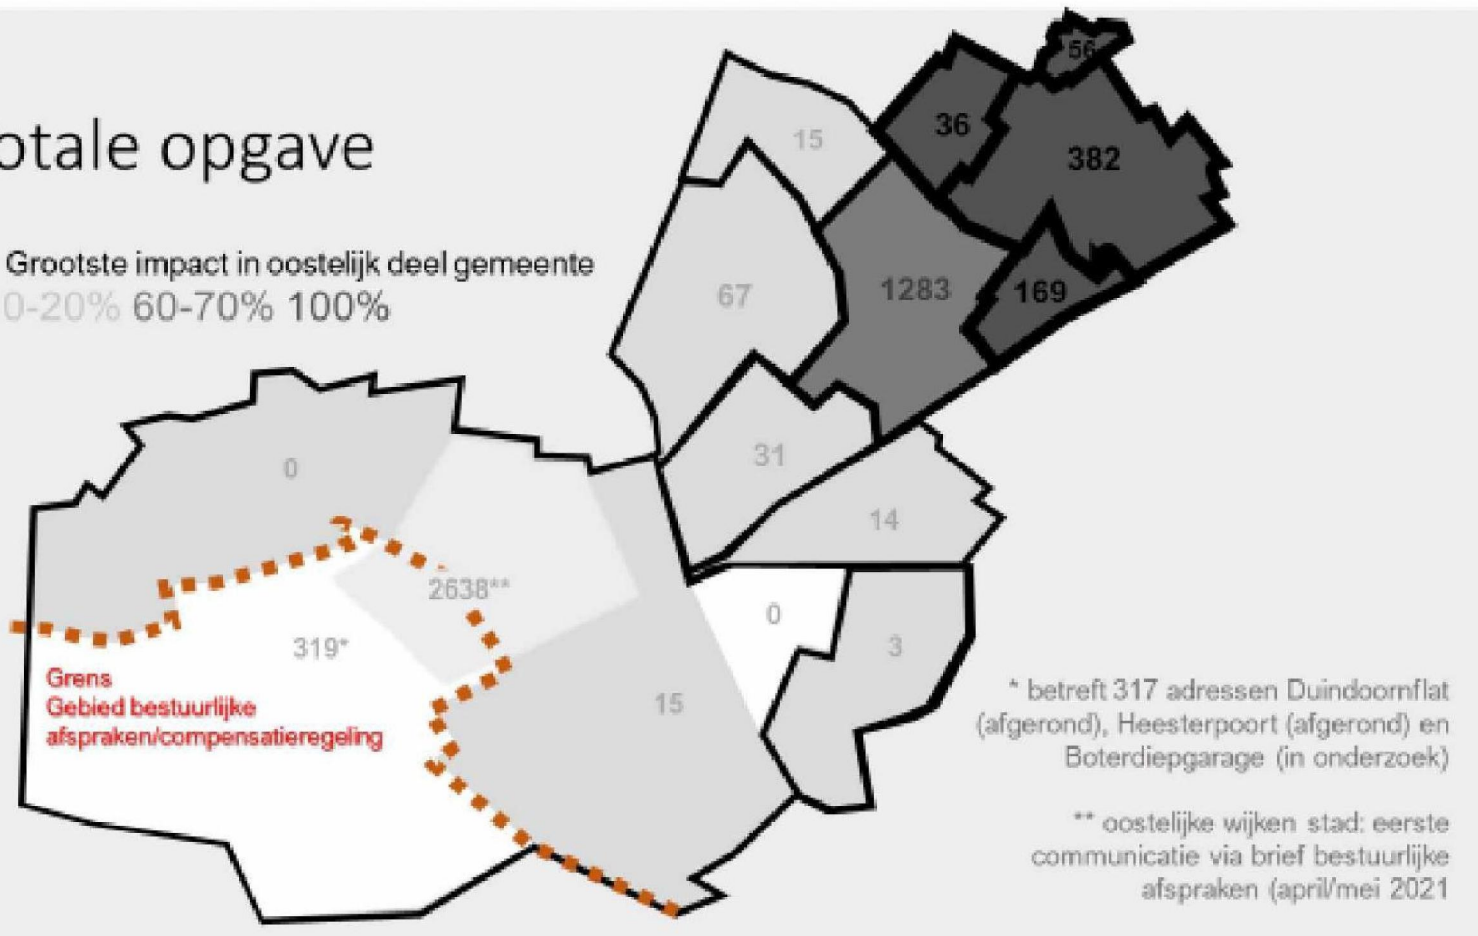 otale opgave
Grootste impact in oostelijk deel gemeente
0-20% 60-70% 100%
56
36
15
382
67
1283
169
0
31
14
2638**
319*
0
3
15
Grens
Gebied bestuurlijke
afspraken/compensatieregeling
* betreft 317 adressen Duindoornflat
(afgerond), Heesterpoort (afgerond) en
Boterdiepgarage (in onderzoek)
** oostelijke wijken stad: eerste
communicatie via brief bestuurlijke
afspraken (april/mei 2021